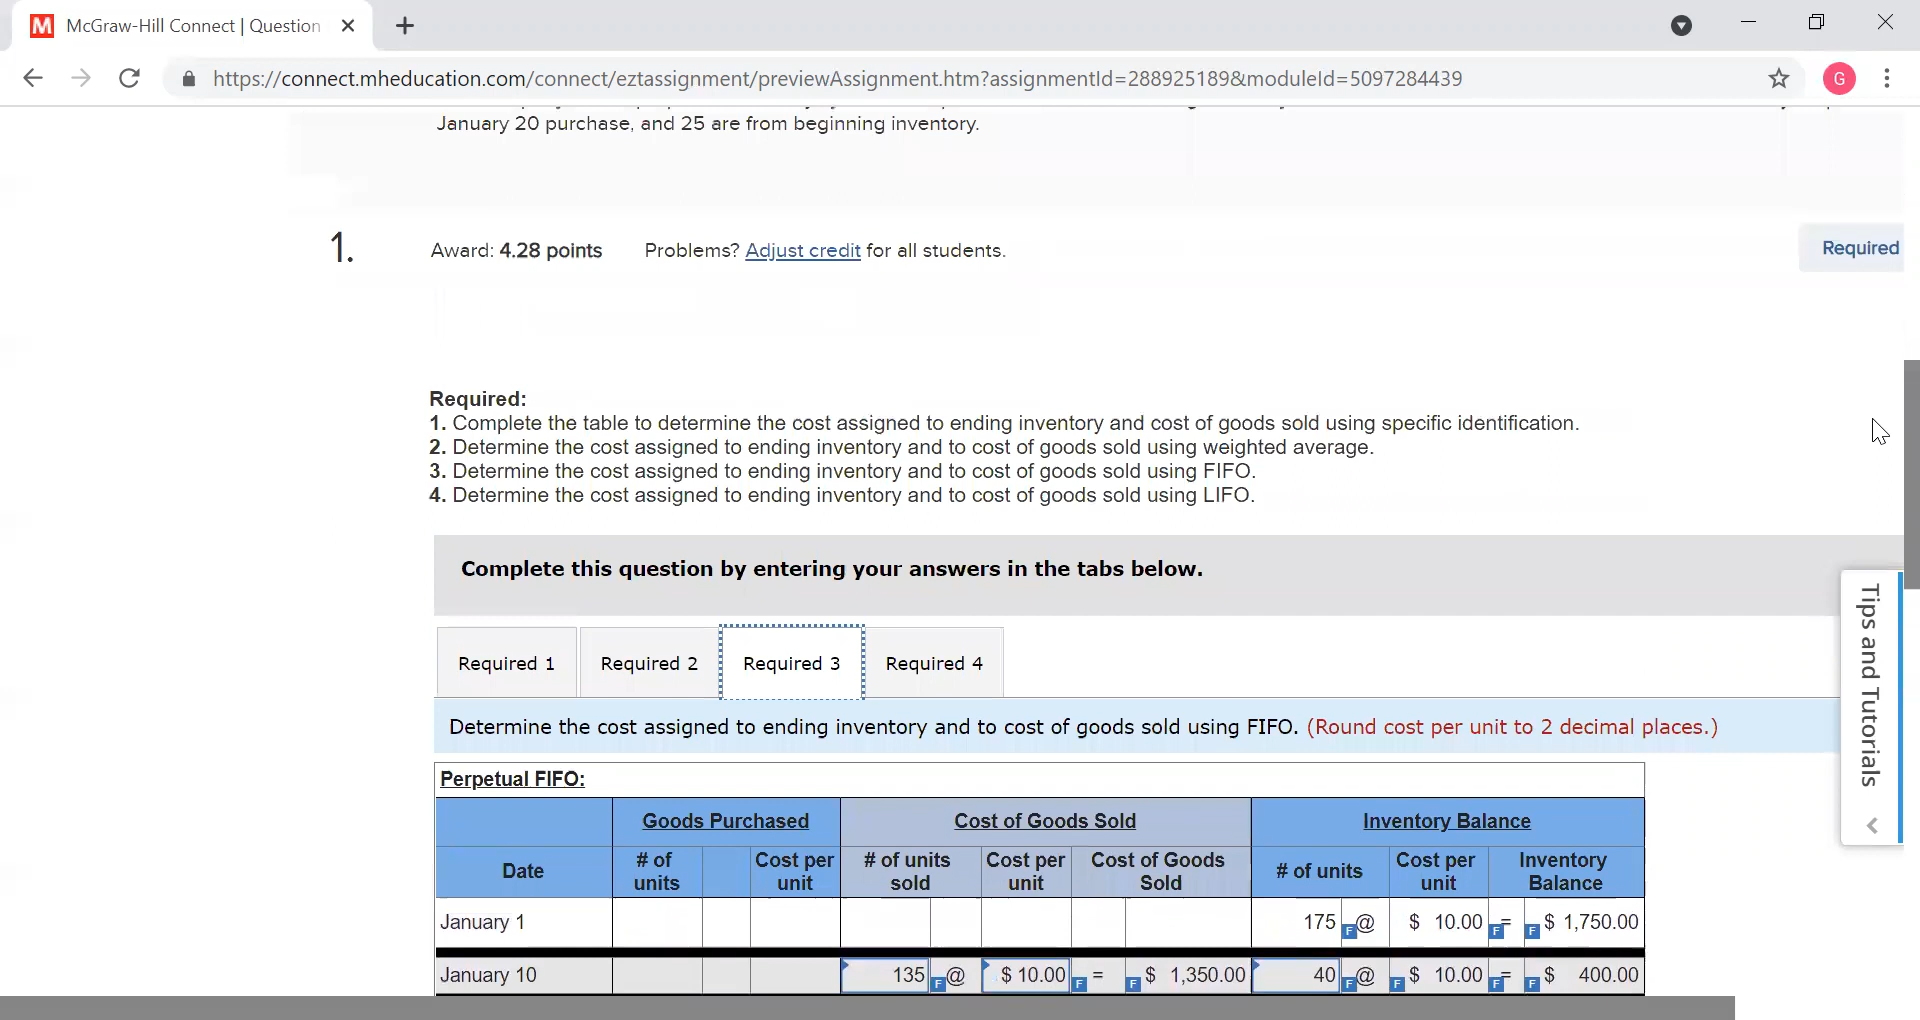 McGraw-Hill Connect | Question
https://connect.mheducation.com/connect/eztassignment/previewAssignment.htm?assignmentId=288925189&moduleId=5097284439
G
January 20 purchase, and 25 are from beginning inventory.
1. Award: 4.28 points Problems? Adjust credit for all students. Required
Required:
1. Complete the table to determine the cost assigned to ending inventory and cost of goods sold using specific identification.
2. Determine the cost assigned to ending inventory and to cost of goods sold using weighted average.
3. Determine the cost assigned to ending inventory and to cost of goods sold using FIFO.
4. Determine the cost assigned to ending inventory and to cost of goods sold using LIFO.
Complete this question by entering your answers in the tabs below.
Tips and Tutorials
Required 1 Required 2 Required 3 Required 4
Determine the cost assigned to ending inventory and to cost of goods sold using FIFO. (Round cost per unit to 2 decimal places.)
Perpetual FIFO:
Goods Purchased Cost of Goods Sold Inventory Balance
Date # of units Cost per unit # of units sold Cost per unit Cost of Goods Sold # of units Cost per unit Inventory Balance
January 1 175 @ $ 10.00 = $ 1,750.00
January 10 135 @ $ 10.00 = $ 1,350.00 40 @ $ 10.00 = $ 400.00